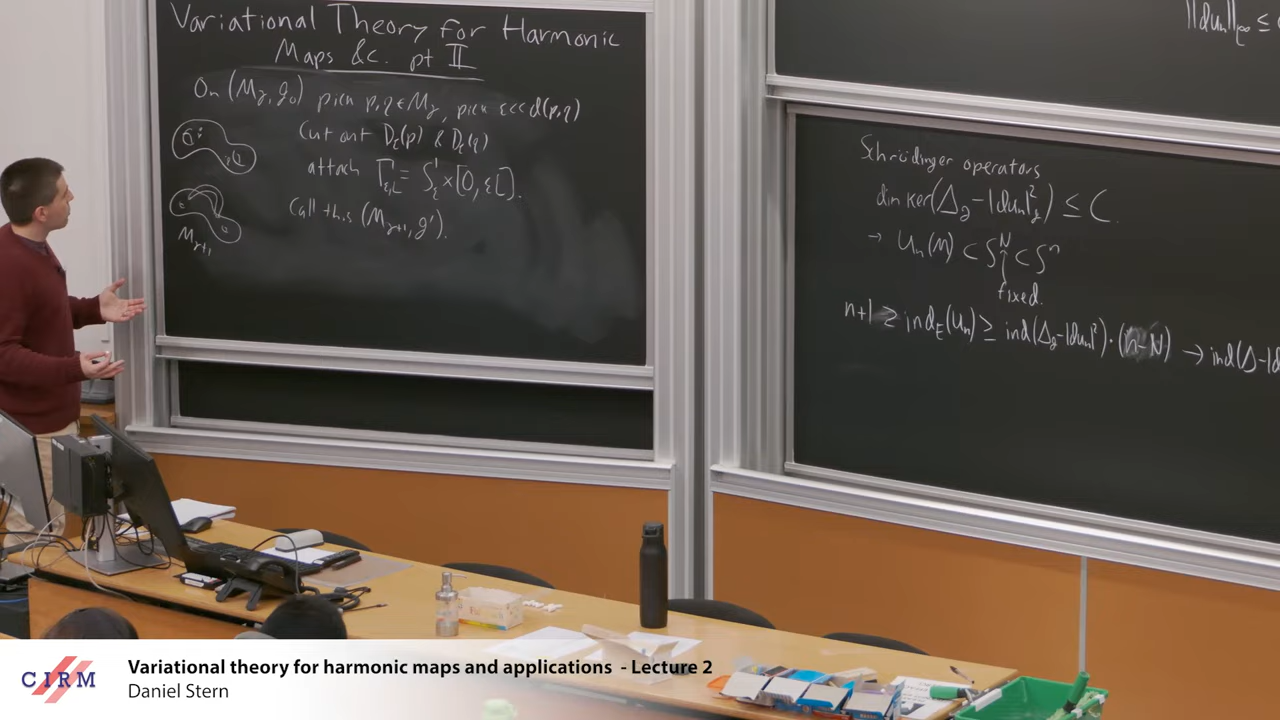 Variational Theory for Harmonic
Maps &c. pt II
On (M_γ, g_0) pick p,q ∈ M_γ, pick ε << d(p,q)
Cut out D_ε(p) & D_ε(q)
attach T_{ε,L} = S^1_ε × [0, εL].
Call this (M_{γ+1}, g').
M_{γ+1}
||du_n||_{L^∞} ≤
Schröidinger operators
dim ker(Δ_g - |du_n|^2_g) ≤ C.
→ u_n(M) ⊂ S^N ⊂ S^n
↑
fixed.
n+1 ≥ ind_E(u_n) ≥ ind(Δ_g - |du_n|^2)·(n-N) → ind(Δ-|d
CIRM
Variational theory for harmonic maps and applications - Lecture 2
Daniel Stern